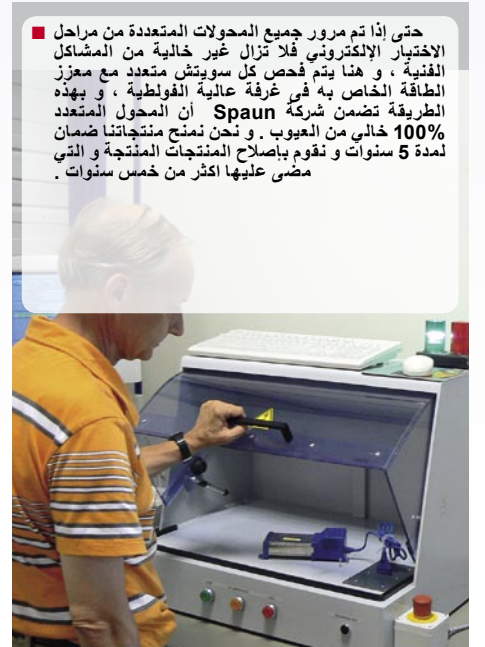 حتى إذا تم مرور جميع المحولات المتعددة من مراحل
الاختبار الإلكتروني فلا تزال غير خالية من المشاكل
الفنية ، و هنا يتم فحص كل سويتش متعدد مع معزز
الطاقة الخاص به فى غرفة عالية الفولطية ، و بهذه
الطريقة تضمن شركة Spaun أن المحول المتعدد
100% خالي من العيوب . و نحن نمنح منتجاتنا ضمان
لمدة 5 سنوات و نقوم بإصلاح المنتجات المنتجة و التي
مضى عليها اكثر من خمس سنوات .